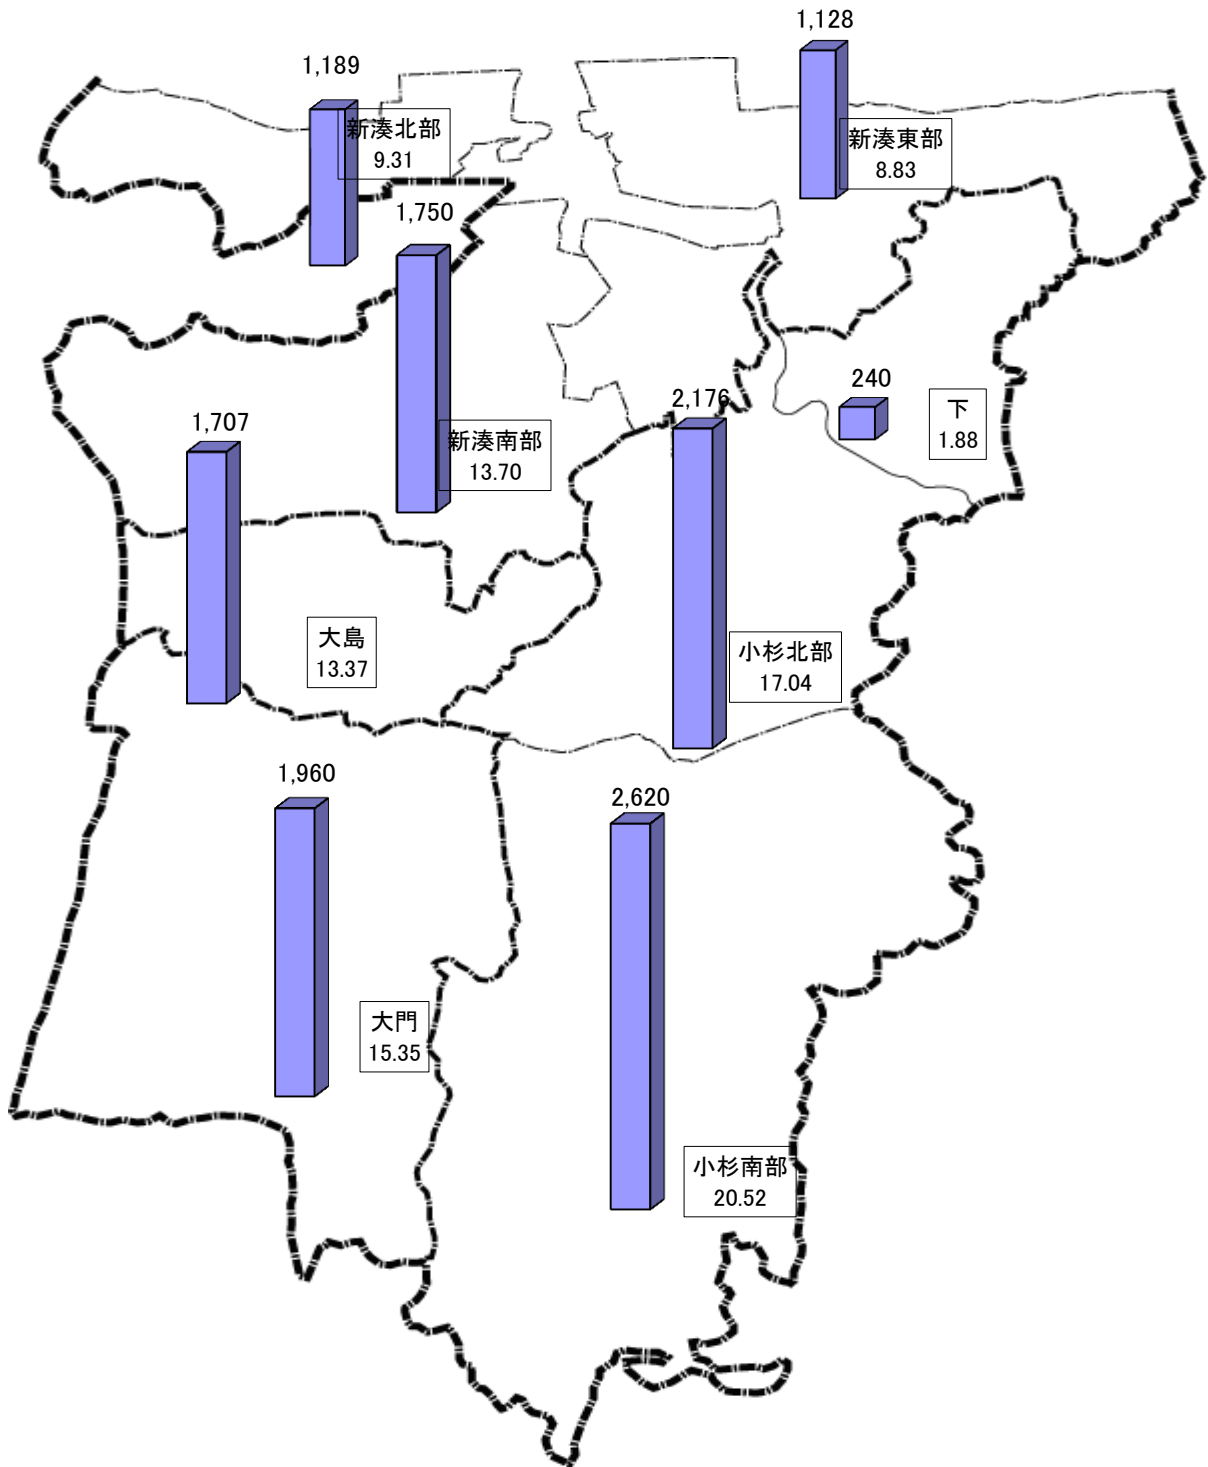 1,128
1,189
新湊北部
9.31
新湊東部
8.83
1,750
240
下
1.88
2,176
1,707
新湊南部
13.70
大島
13.37
小杉北部
17.04
1,960
2,620
大門
15.35
小杉南部
20.52